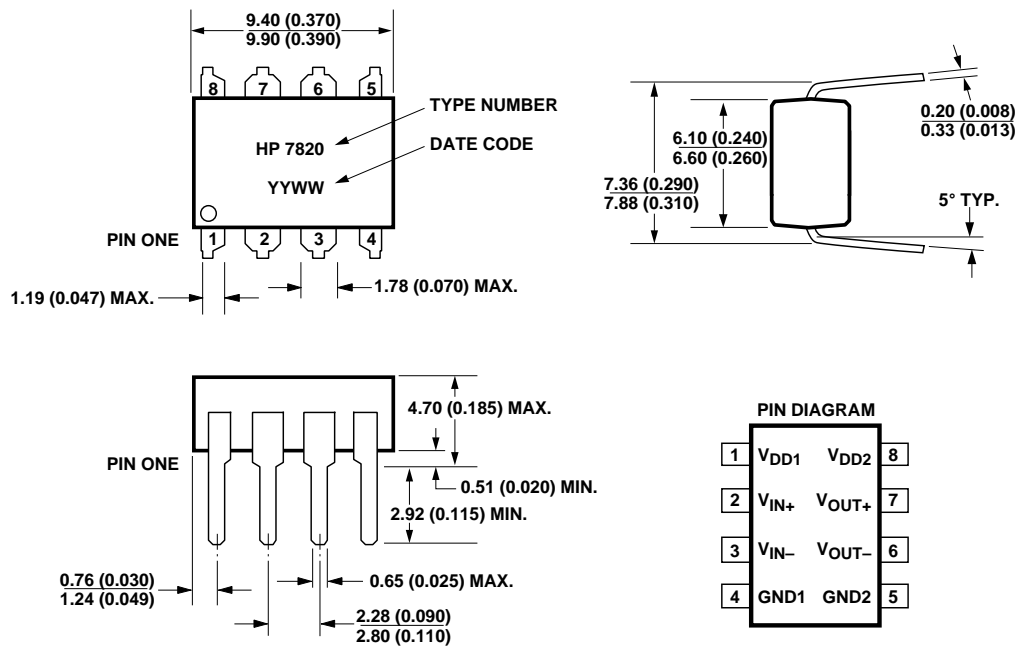 9.40 (0.370)
9.90 (0.390)
8 7 6 5
TYPE NUMBER
HP 7820
DATE CODE
YYWW
PIN ONE
1 2 3 4
1.19 (0.047) MAX.
1.78 (0.070) MAX.
6.10 (0.240)
6.60 (0.260)
7.36 (0.290)
7.88 (0.310)
0.20 (0.008)
0.33 (0.013)
5° TYP.
4.70 (0.185) MAX.
PIN ONE
0.51 (0.020) MIN.
2.92 (0.115) MIN.
0.76 (0.030)
1.24 (0.049)
0.65 (0.025) MAX.
2.28 (0.090)
2.80 (0.110)
PIN DIAGRAM
1 VDD1 VDD2 8
2 VIN+ VOUT+ 7
3 VIN– VOUT– 6
4 GND1 GND2 5